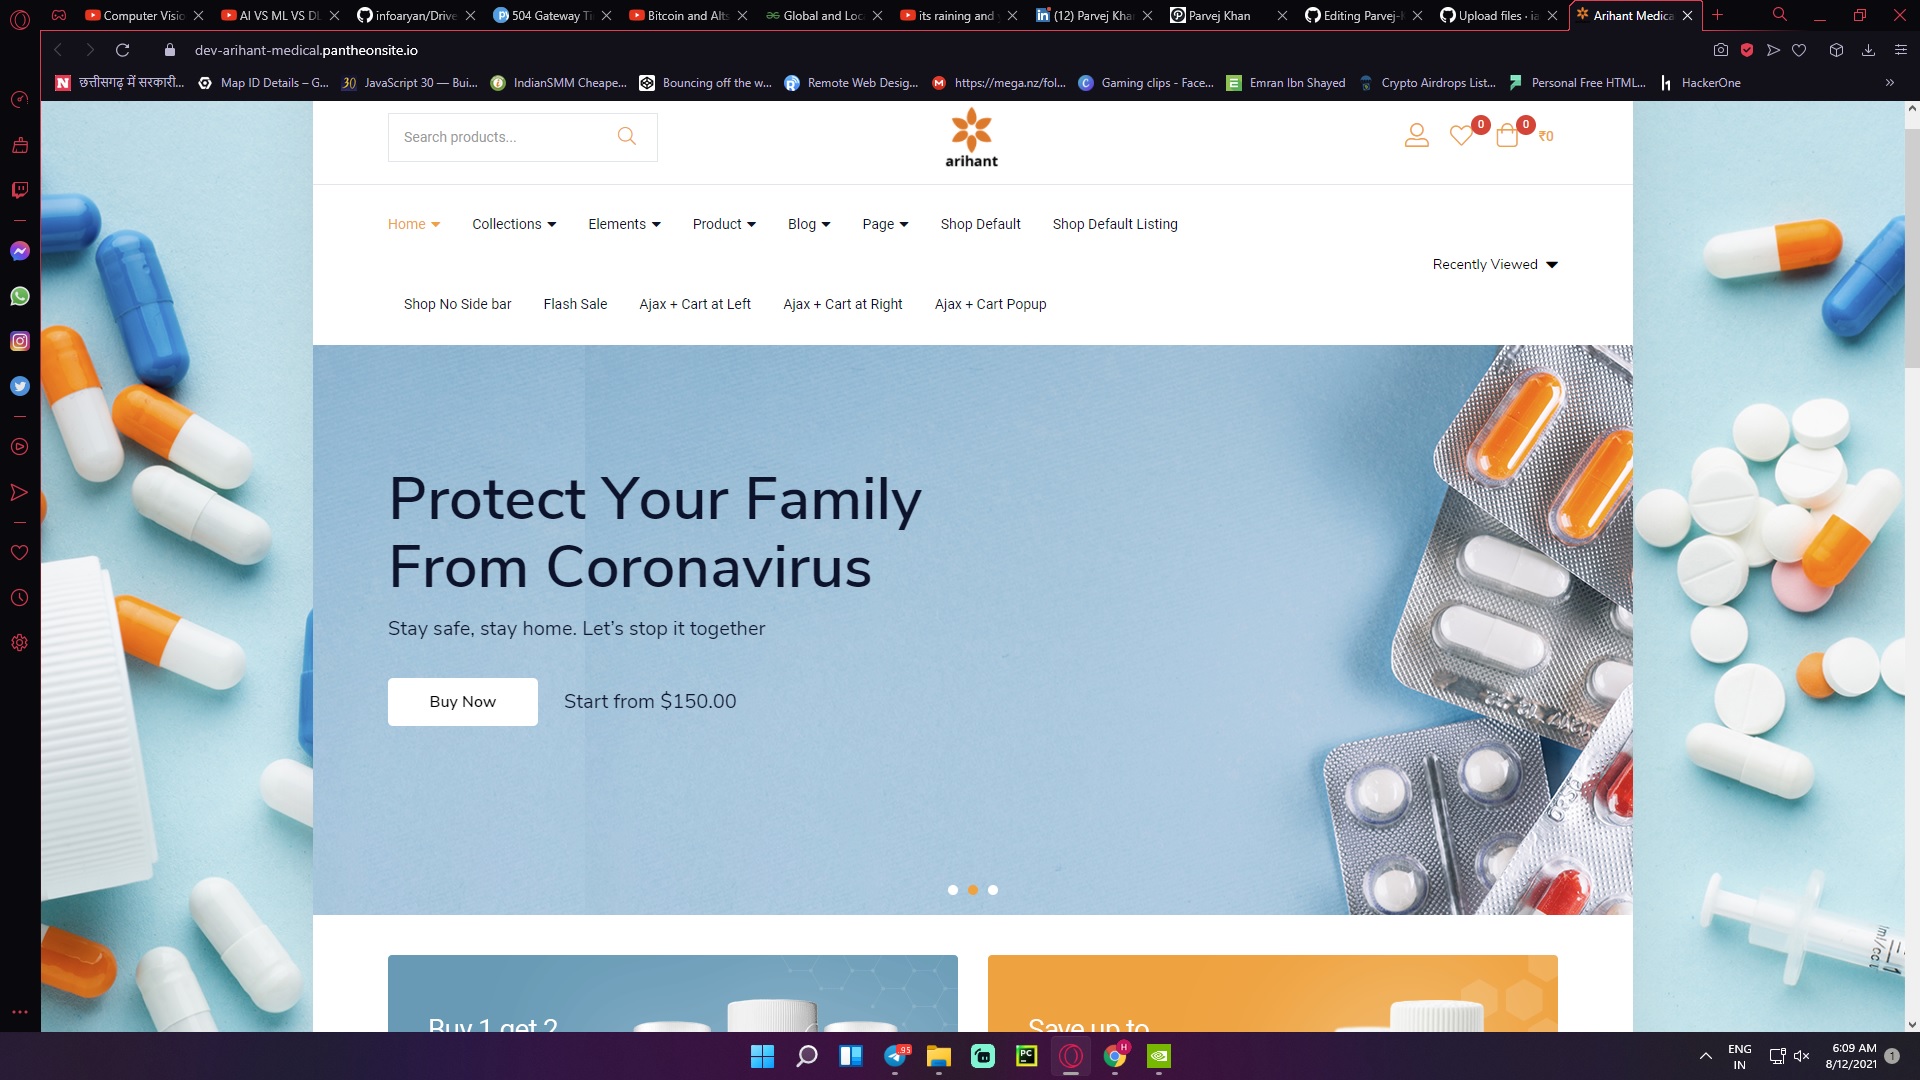 Computer Visio
AI VS ML VS DL
infoaryan/Drive
504 Gateway Ti
Bitcoin and Alts
Global and Loc
its raining and y
(12) Parvej Kha
Parvej Khan
Editing Parvej-
Upload files · ia
Arihant Medica
dev-arihant-medical.pantheonsite.io
छत्तीसगढ़ में सरकारी...
Map ID Details – G...
30 JavaScript 30 — Bui...
IndianSMM Cheape...
Bouncing off the w...
Remote Web Desig...
https://mega.nz/fol...
Gaming clips - Face...
Emran Ibn Shayed
Crypto Airdrops List...
Personal Free HTML...
HackerOne
Search products...
arihant
0
0
₹0
Home
Collections
Elements
Product
Blog
Page
Shop Default
Shop Default Listing
Recently Viewed
Shop No Side bar
Flash Sale
Ajax + Cart at Left
Ajax + Cart at Right
Ajax + Cart Popup
Protect Your Family
From Coronavirus
Stay safe, stay home. Let's stop it together
Buy Now
Start from $150.00
Buy 1 get 2
Save up to
ENG
IN
6:09 AM
8/12/2021
1